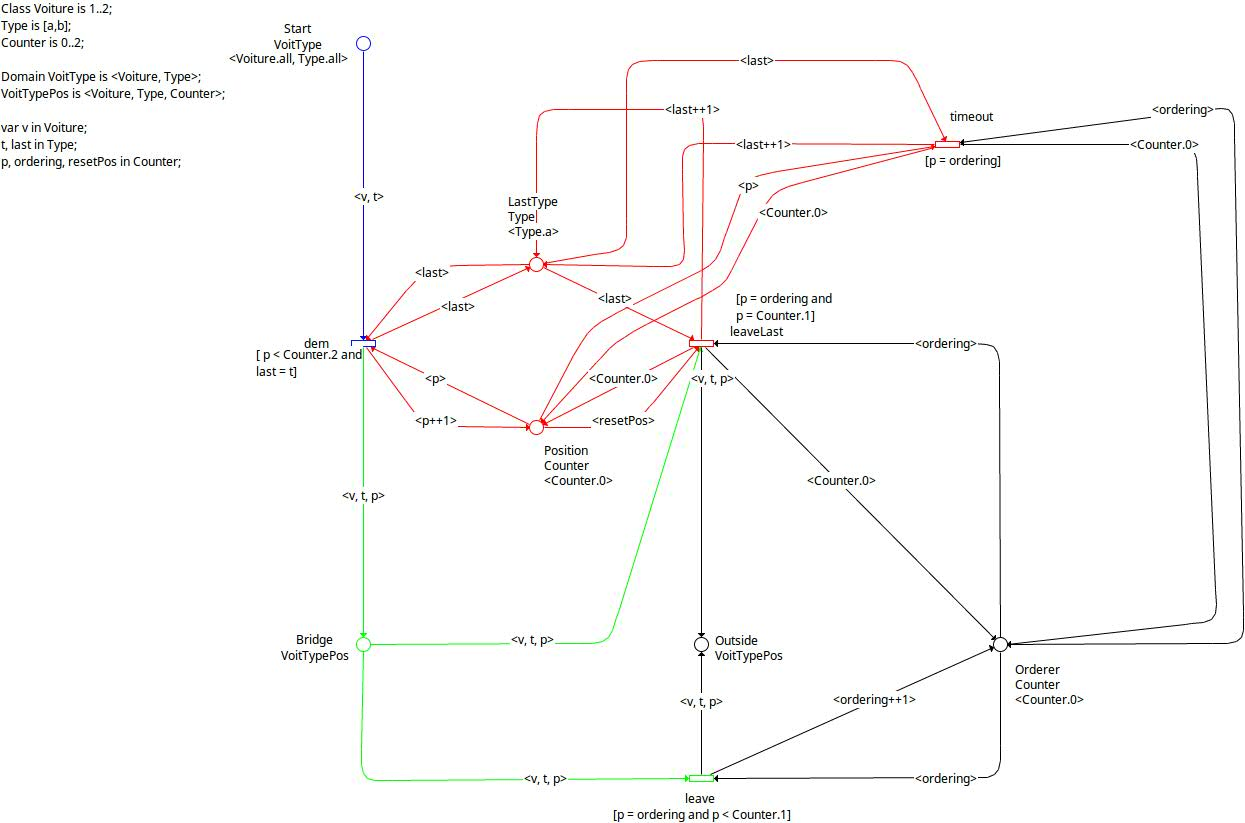 Class Voiture is 1..2;
Type is [a,b];
Counter is 0..2;
Domain VoitType is <Voiture, Type>;
VoitTypePos is <Voiture, Type, Counter>;
var v in Voiture;
t, last in Type;
p, ordering, resetPos in Counter;
Start
VoitType
<Voiture.all, Type.all>
<last>
<last++1>
<ordering>
timeout
<last++1>
<Counter.0>
[p = ordering]
<p>
<v, t>
LastType
Type
<Type.a>
<Counter.0>
<last>
<last>
<last>
[p = ordering and
p = Counter.1]
leaveLast
dem
[ p < Counter.2 and
last = t]
<ordering>
<p>
<Counter.0>
<v, t, p>
<p++1>
<resetPos>
Position
Counter
<Counter.0>
<Counter.0>
<v, t, p>
Bridge
VoitTypePos
<v, t, p>
Outside
VoitTypePos
Orderer
Counter
<Counter.0>
<v, t, p>
<ordering++1>
<v, t, p>
<ordering>
leave
[p = ordering and p < Counter.1]